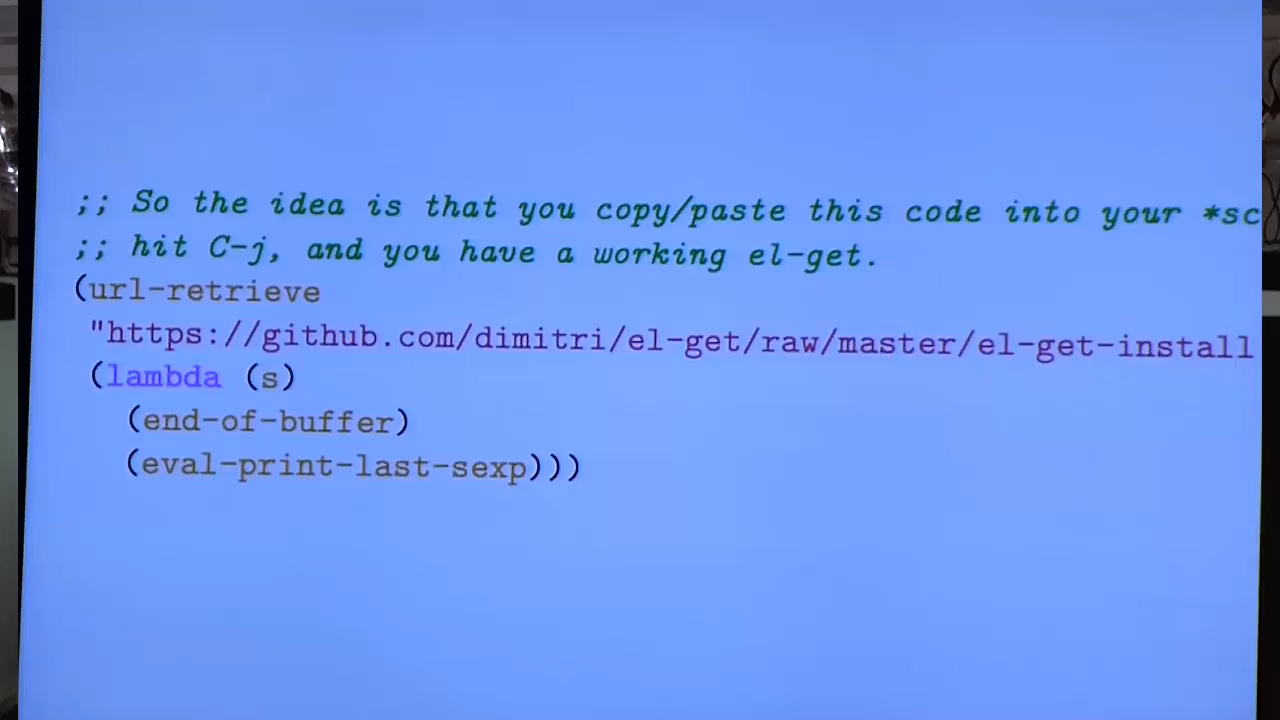 ;; So the idea is that you copy/paste this code into your *sc
;; hit C-j, and you have a working el-get.
(url-retrieve
"https://github.com/dimitri/el-get/raw/master/el-get-install
(lambda (s)
(end-of-buffer)
(eval-print-last-sexp)))